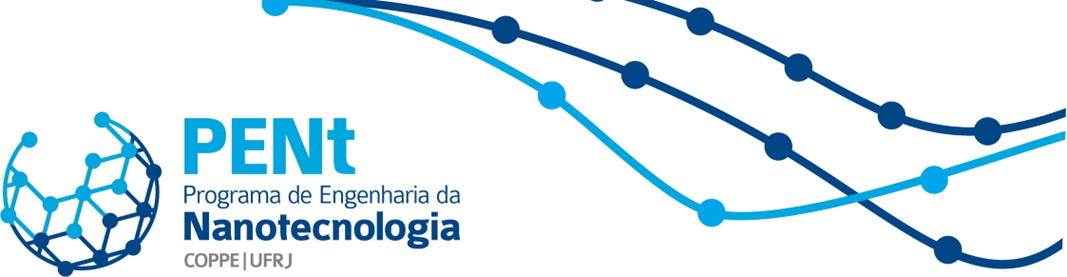 PENt
Programa de Engenharia da
Nanotecnologia
COPPE|UFRJ